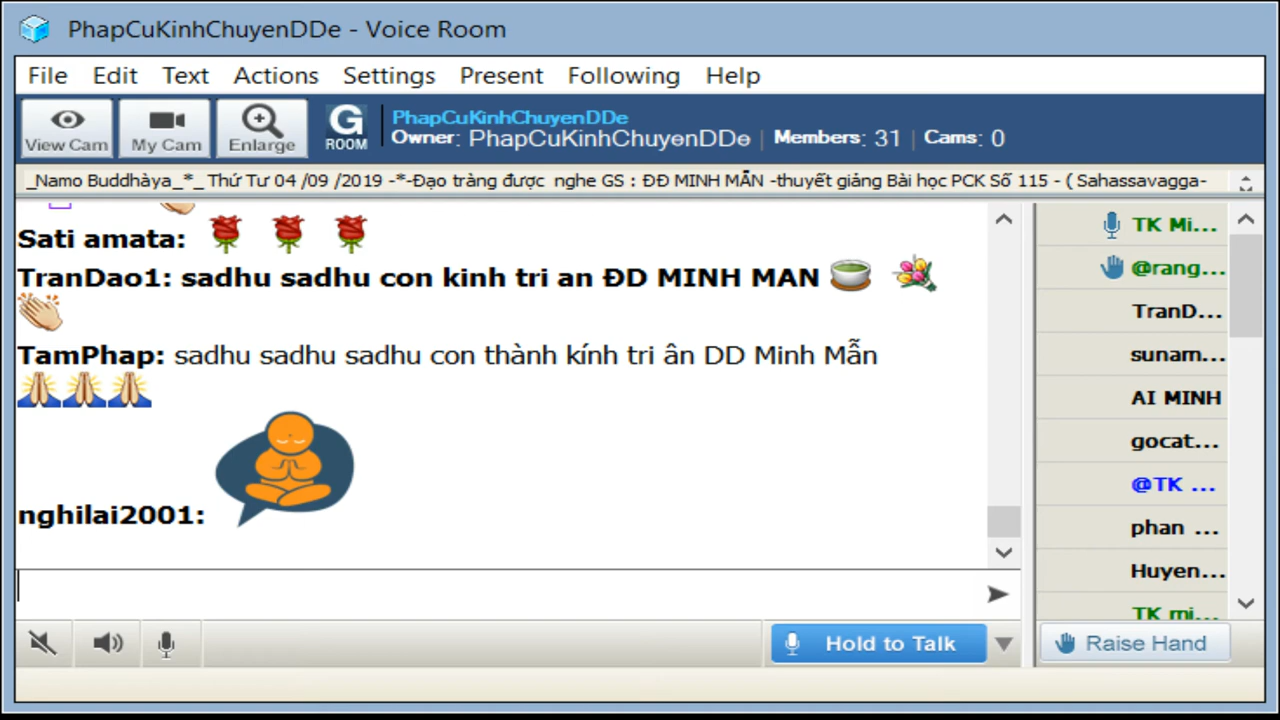 PhapCuKinhChuyenDDe - Voice Room
File Edit Text Actions Settings Present Following Help
View Cam My Cam Enlarge G ROOM
PhapCuKinhChuyenDDe
Owner: PhapCuKinhChuyenDDe | Members: 31 | Cams: 0
_Namo Buddhàya_*_ Thứ Tư 04 /09 /2019 -*-Đạo tràng được nghe GS : ĐĐ MINH MẪN -thuyết giảng Bài học PCK Số 115 - ( Sahassavagga-
Sati amata:
TranDao1: sadhu sadhu con kinh tri an ĐD MINH MAN
TamPhap: sadhu sadhu sadhu con thành kính tri ân DD Minh Mẫn
nghilai2001:
TK Mi...
@rang...
TranD...
sunam...
AI MINH
gocat...
@TK ...
phan ...
Huyen...
TK mi...
Hold to Talk
Raise Hand